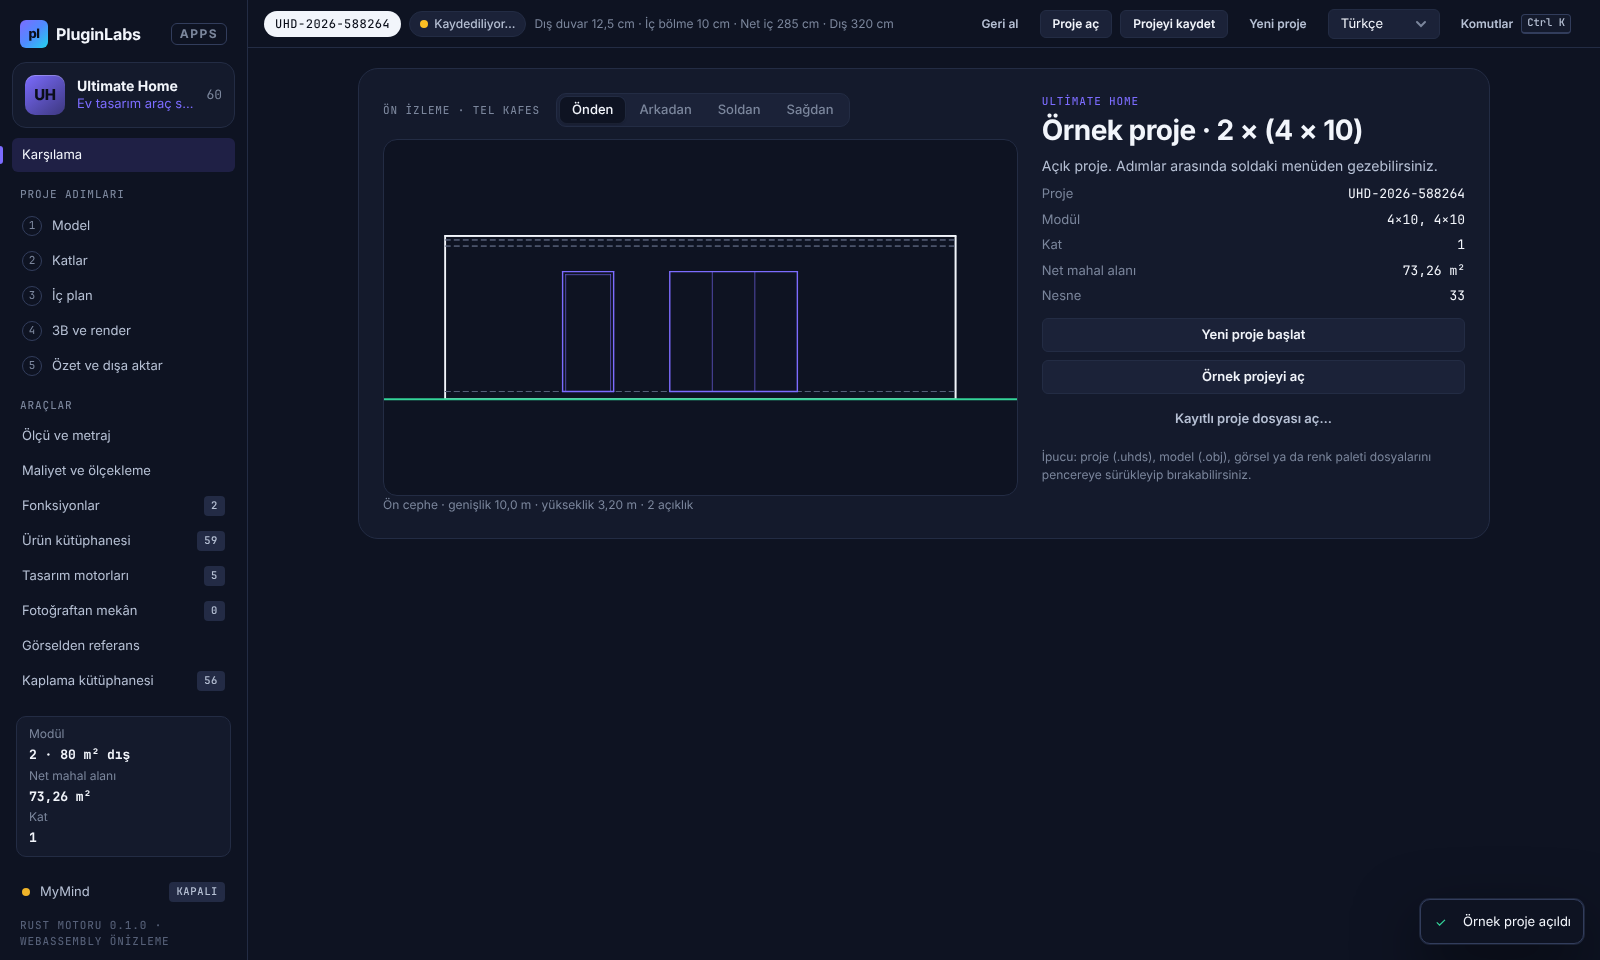 pl PluginLabs APPS
UH Ultimate Home
Ev tasarım araç s... 60
Karşılama
PROJE ADIMLARI
1 Model
2 Katlar
3 İç plan
4 3B ve render
5 Özet ve dışa aktar
ARAÇLAR
Ölçü ve metraj
Maliyet ve ölçekleme
Fonksiyonlar 2
Ürün kütüphanesi 59
Tasarım motorları 5
Fotoğraftan mekân 0
Görselden referans
Kaplama kütüphanesi 56
Modül
2 · 80 m² dış
Net mahal alanı
73,26 m²
Kat
1
MyMind KAPALI
RUST MOTORU 0.1.0 ·
WEBASSEMBLY ÖNİZLEME
UHD-2026-588264 Kaydediliyor... Dış duvar 12,5 cm · İç bölme 10 cm · Net iç 285 cm · Dış 320 cm Geri al Proje aç Projeyi kaydet Yeni proje Türkçe Komutlar Ctrl K
ÖN İZLEME · TEL KAFES Önden Arkadan Soldan Sağdan
Ön cephe · genişlik 10,0 m · yükseklik 3,20 m · 2 açıklık
ULTİMATE HOME
Örnek proje · 2 × (4 × 10)
Açık proje. Adımlar arasında soldaki menüden gezebilirsiniz.
Proje UHD-2026-588264
Modül 4×10, 4×10
Kat 1
Net mahal alanı 73,26 m²
Nesne 33
Yeni proje başlat
Örnek projeyi aç
Kayıtlı proje dosyası aç...
İpucu: proje (.uhds), model (.obj), görsel ya da renk paleti dosyalarını
pencereye sürükleyip bırakabilirsiniz.
✓ Örnek proje açıldı